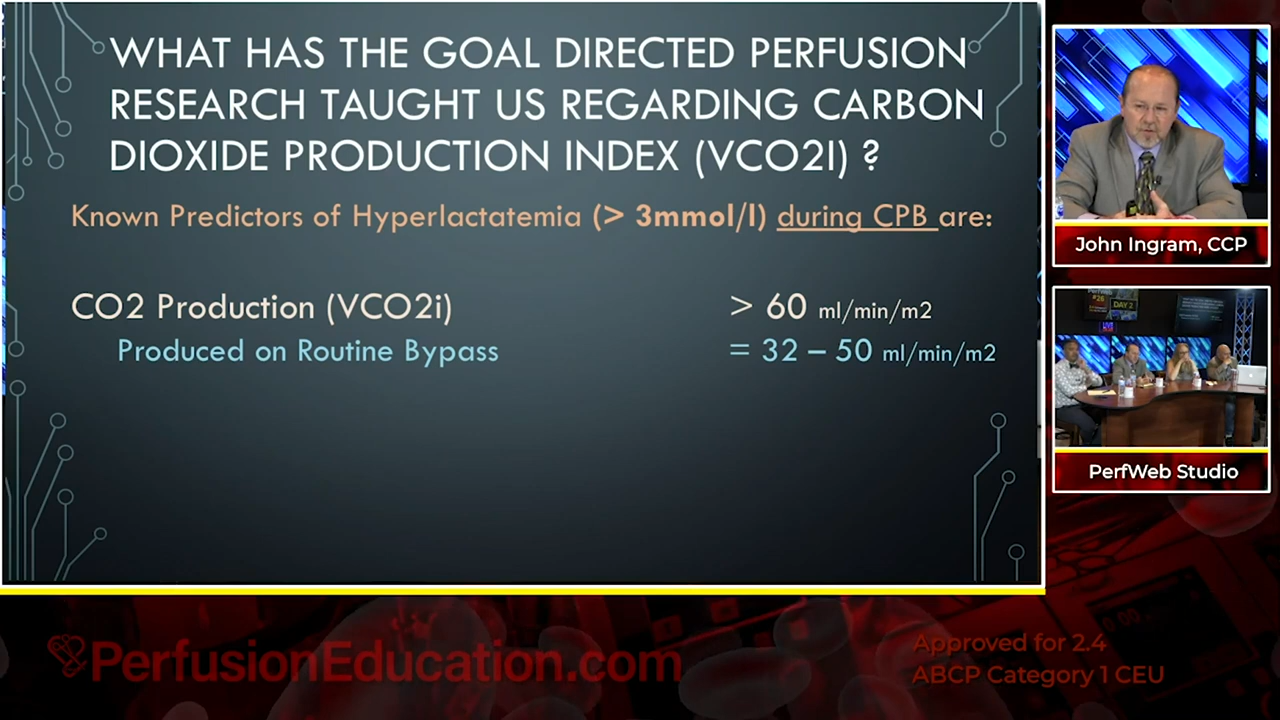 WHAT HAS THE GOAL DIRECTED PERFUSION
RESEARCH TAUGHT US REGARDING CARBON
DIOXIDE PRODUCTION INDEX (VCO2I) ?
Known Predictors of Hyperlactatemia (> 3mmol/l) during CPB are:
CO2 Production (VCO2i) > 60 ml/min/m2
Produced on Routine Bypass = 32 – 50 ml/min/m2
John Ingram, CCP
DAY 2
PerfWeb Studio
PerfusionEducation.com
Approved for 2.4
ABCP Category 1 CEU